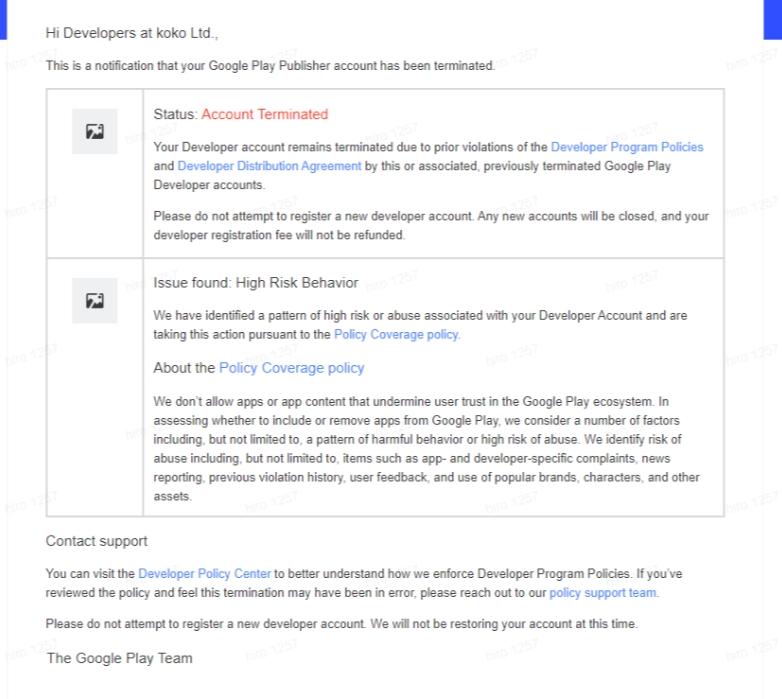 Hi Developers at koko Ltd.,
This is a notification that your Google Play Publisher account has been terminated.
Status: Account Terminated
Your Developer account remains terminated due to prior violations of the Developer Program Policies
and Developer Distribution Agreement by this or associated, previously terminated Google Play
Developer accounts.
Please do not attempt to register a new developer account. Any new accounts will be closed, and your
developer registration fee will not be refunded.
Issue found: High Risk Behavior
We have identified a pattern of high risk or abuse associated with your Developer Account and are
taking this action pursuant to the Policy Coverage policy.
About the Policy Coverage policy
We don't allow apps or app content that undermine user trust in the Google Play ecosystem. In
assessing whether to include or remove apps from Google Play, we consider a number of factors
including, but not limited to, a pattern of harmful behavior or high risk of abuse. We identify risk of
abuse including, but not limited to, items such as app- and developer-specific complaints, news
reporting, previous violation history, user feedback, and use of popular brands, characters, and other
assets.
Contact support
You can visit the Developer Policy Center to better understand how we enforce Developer Program Policies. If you've
reviewed the policy and feel this termination may have been in error, please reach out to our policy support team.
Please do not attempt to register a new developer account. We will not be restoring your account at this time.
The Google Play Team